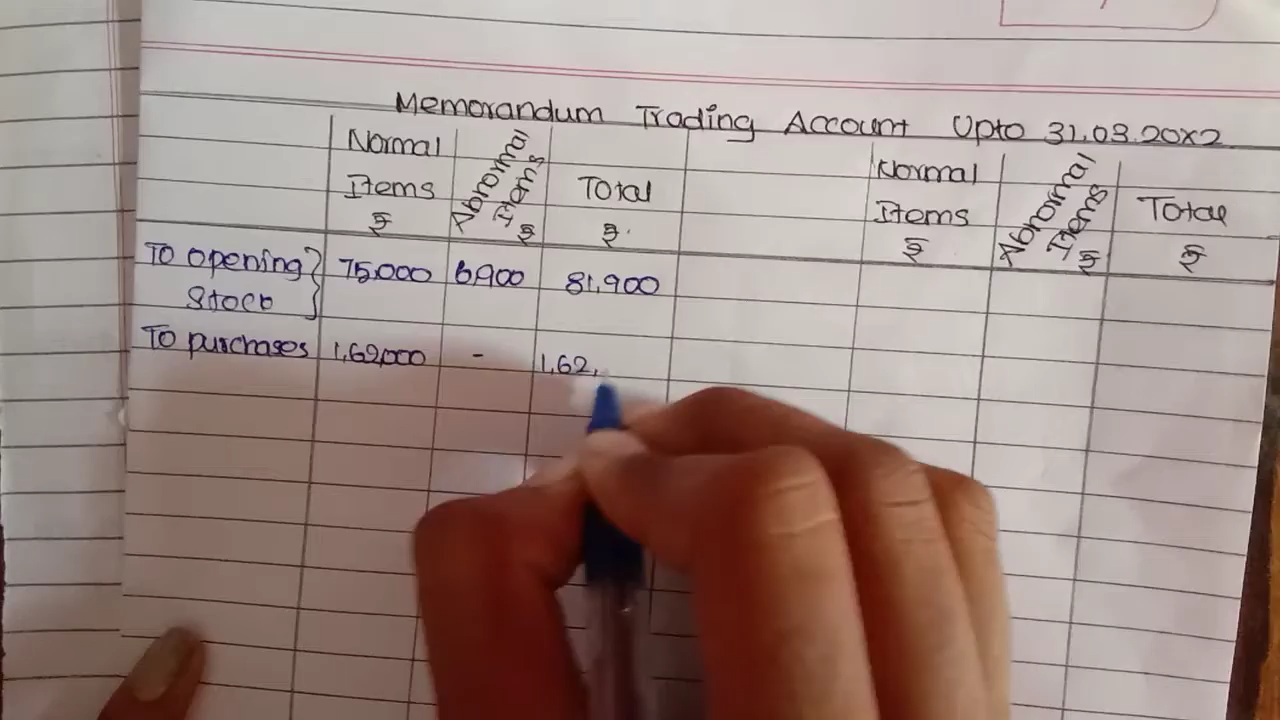 Memorandum Trading Account Upto 31.03.20x2
Normal Items ₹ Abnormal Items ₹ Total ₹ Normal Items ₹ Abnormal Items ₹ Total ₹
To opening Stock } 75,000 6,900 81,900
To purchases 1,62,000 - 1,62,